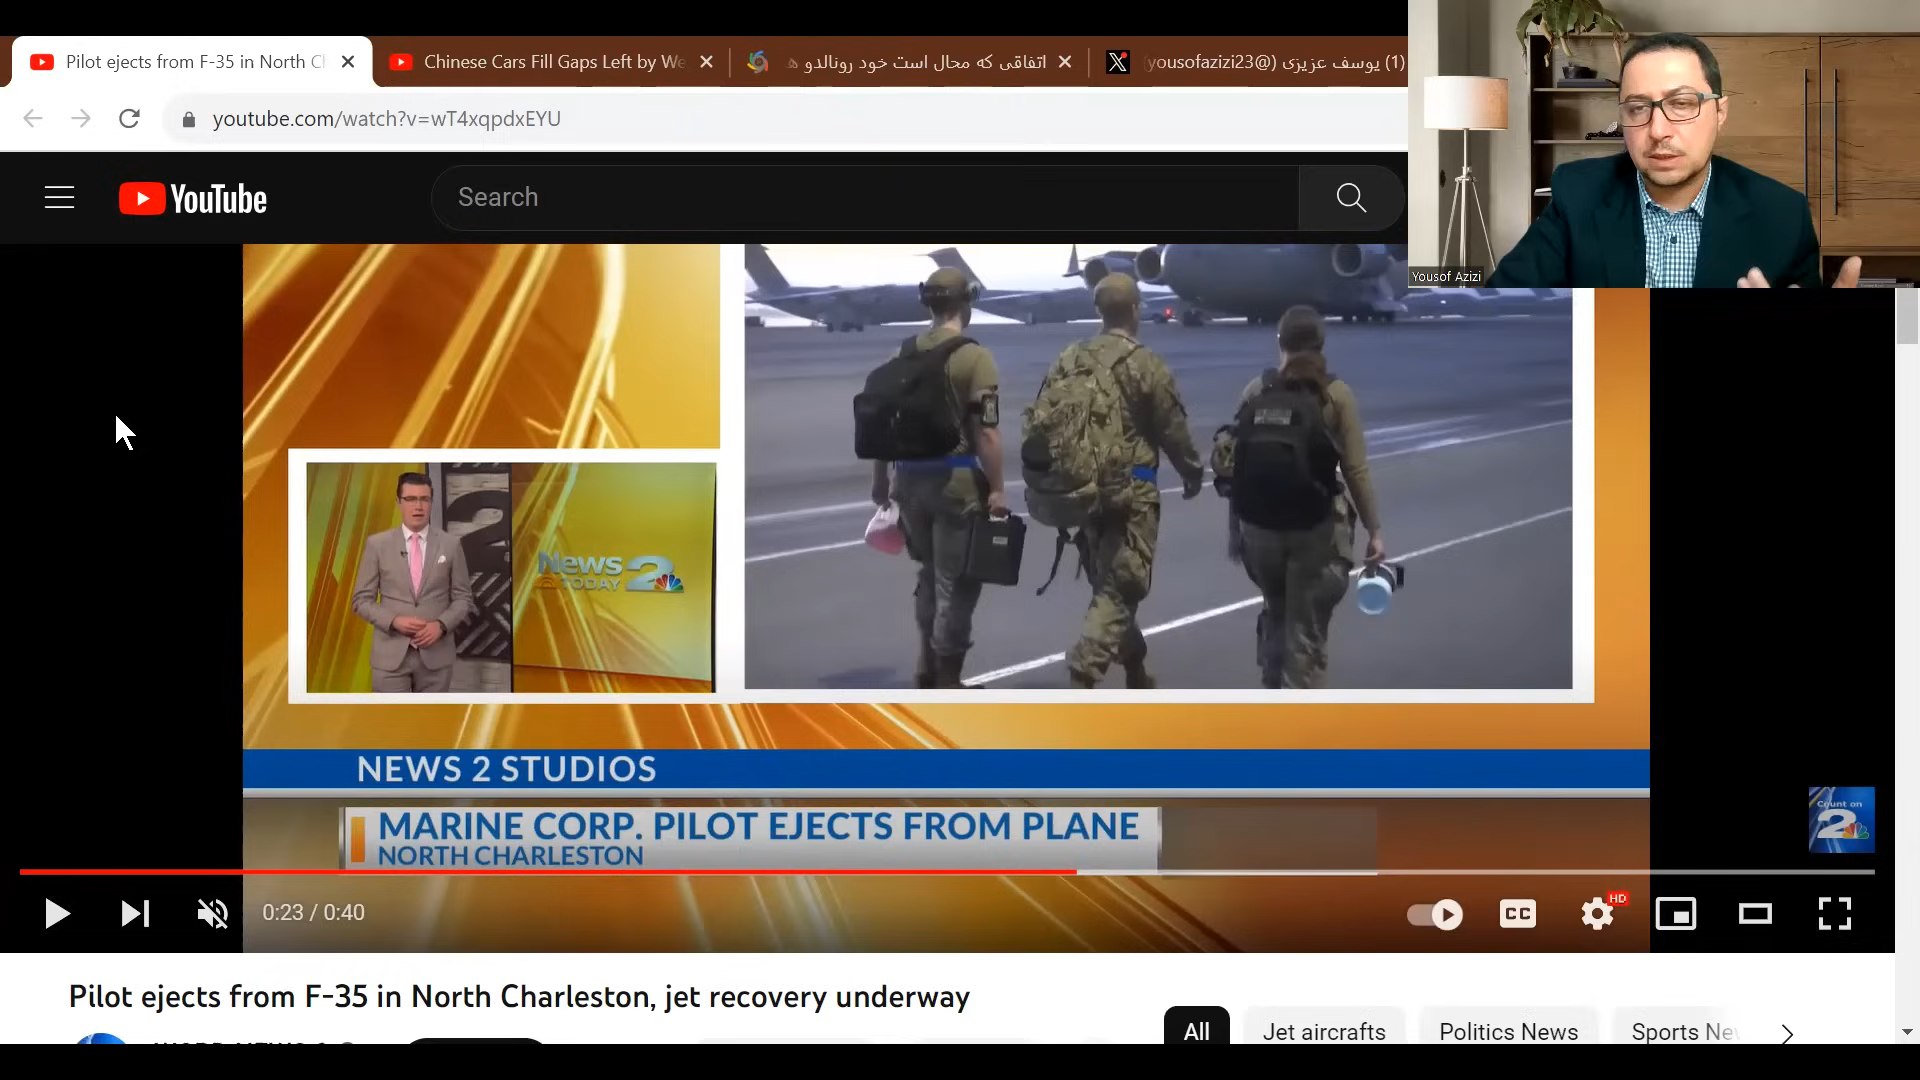 Pilot ejects from F-35 in North Cl
Chinese Cars Fill Gaps Left by We
اتفاقی که محال است خود رونالدو ه
(1) یوسف عزیزی (@yousofazizi23)
youtube.com/watch?v=wT4xqpdxEYU
YouTube
Search
Yousof Azizi
2
News 2
TODAY
NEWS 2 STUDIOS
Count on
2
MARINE CORP. PILOT EJECTS FROM PLANE
NORTH CHARLESTON
0:23 / 0:40
CC
HD
Pilot ejects from F-35 in North Charleston, jet recovery underway
All
Jet aircrafts
Politics News
Sports Ne